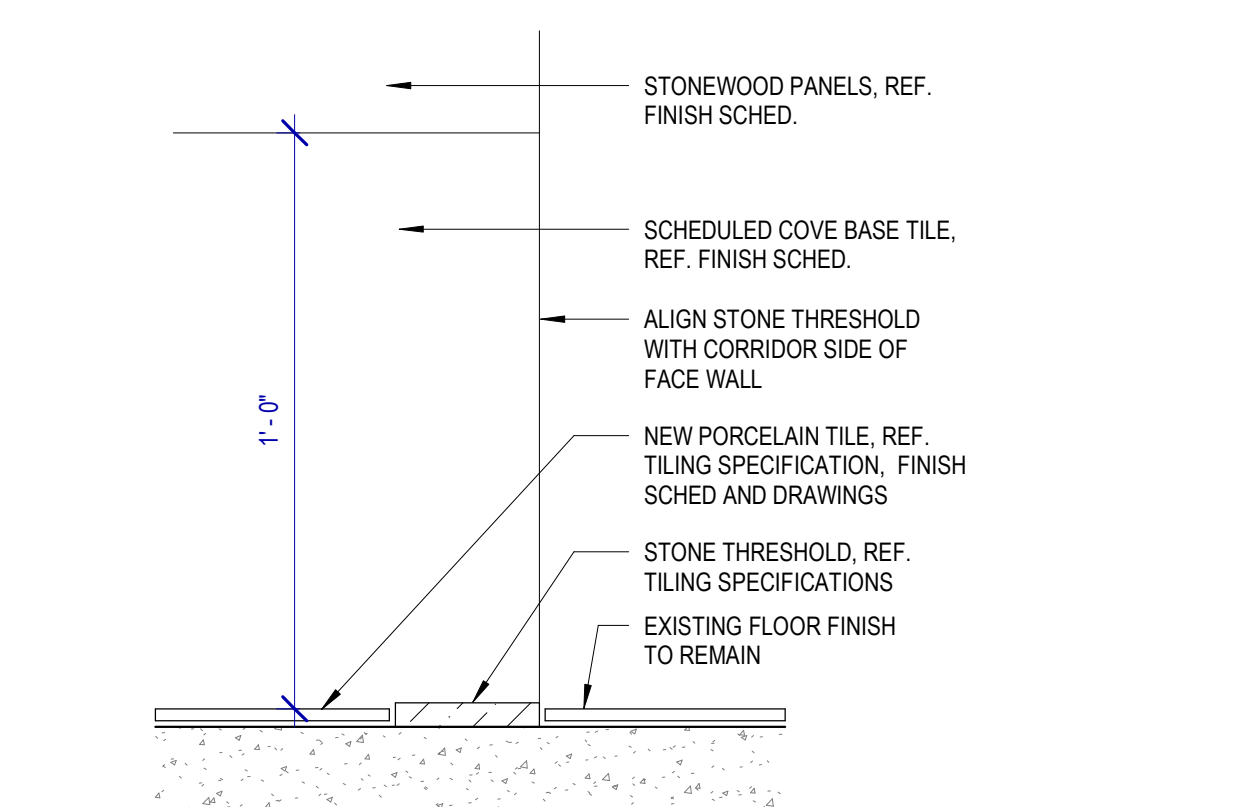 STONEWOOD PANELS, REF.
FINISH SCHED.
SCHEDULED COVE BASE TILE,
REF. FINISH SCHED.
ALIGN STONE THRESHOLD
WITH CORRIDOR SIDE OF
FACE WALL
1' - 0"
NEW PORCELAIN TILE, REF.
TILING SPECIFICATION, FINISH
SCHED AND DRAWINGS
STONE THRESHOLD, REF.
TILING SPECIFICATIONS
EXISTING FLOOR FINISH
TO REMAIN